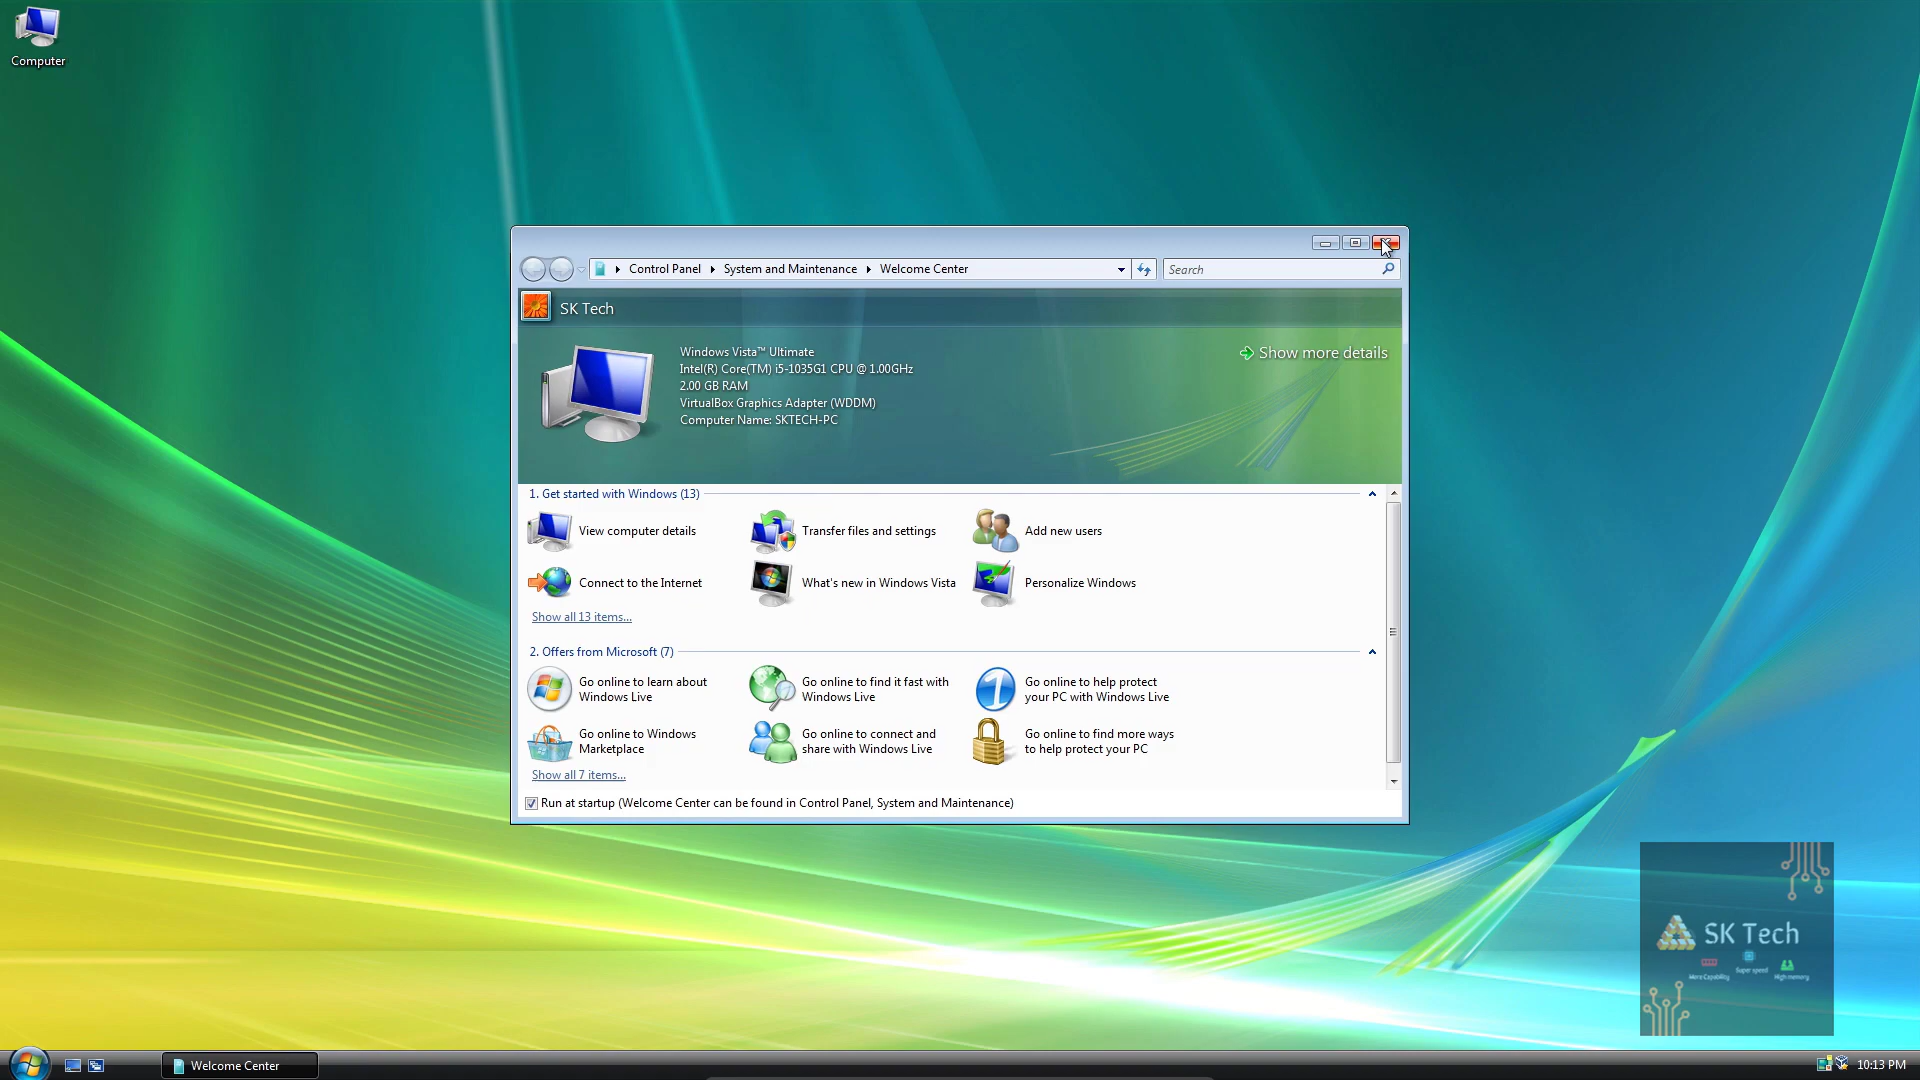 Computer
Control Panel
System and Maintenance
Welcome Center
Search
SK Tech
Windows Vista™ Ultimate
Show more details
Intel(R) Core(TM) i5-1035G1 CPU @ 1.00GHz
2.00 GB RAM
VirtualBox Graphics Adapter (WDDM)
Computer Name: SKTECH-PC
1. Get started with Windows (13)
View computer details
Transfer files and settings
Add new users
Connect to the Internet
What's new in Windows Vista
Personalize Windows
Show all 13 items...
2. Offers from Microsoft (7)
Go online to learn about
Windows Live
Go online to find it fast with
Windows Live
Go online to help protect
your PC with Windows Live
Go online to Windows
Marketplace
Go online to connect and
share with Windows Live
Go online to find more ways
to help protect your PC
Show all 7 items...
Run at startup (Welcome Center can be found in Control Panel, System and Maintenance)
SK Tech
More Capability
Super speed
High memory
Welcome Center
10:13 PM